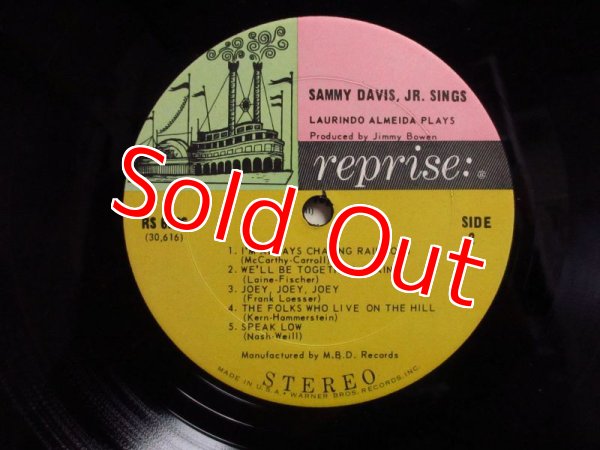 SAMMY DAVIS, JR. SINGS
LAURINDO ALMEIDA PLAYS
Produced by Jimmy Bowen
reprise: ®
Sold Out
RS
SIDE
(30,616)
1. CHASING
(McCarthy-Carroll)
2. WE'LL BE
(Laine-Fischer)
3. JOEY, JOEY, JOEY
(Frank Loesser)
4. THE FOLKS WHO LIVE ON THE HILL
(Kern-Hammerstein)
5. SPEAK LOW
(Nash-Weill)
Manufactured by M.B.D. Records
STEREO
MADE IN U.S.A. • WARNER BROS. RECORDS, INC.